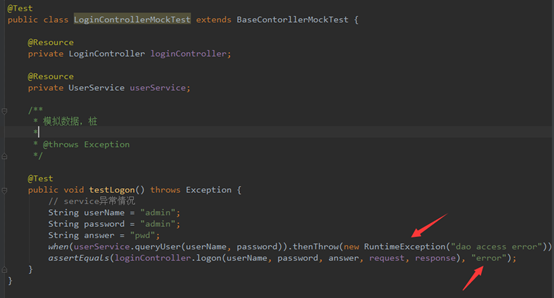 @Test
public class LoginControllerMockTest extends BaseContorllerMockTest {
@Resource
private LoginController loginController;
@Resource
private UserService userService;
/**
* 模拟数据，桩
*
* @throws Exception
*/
@Test
public void testLogon() throws Exception {
// service异常情况
String userName = "admin";
String password = "admin";
String answer = "pwd";
when(userService.queryUser(userName, password)).thenThrow(new RuntimeException("dao access error"))
assertEquals(loginController.logon(userName, password, answer, request, response), "error");
}
}